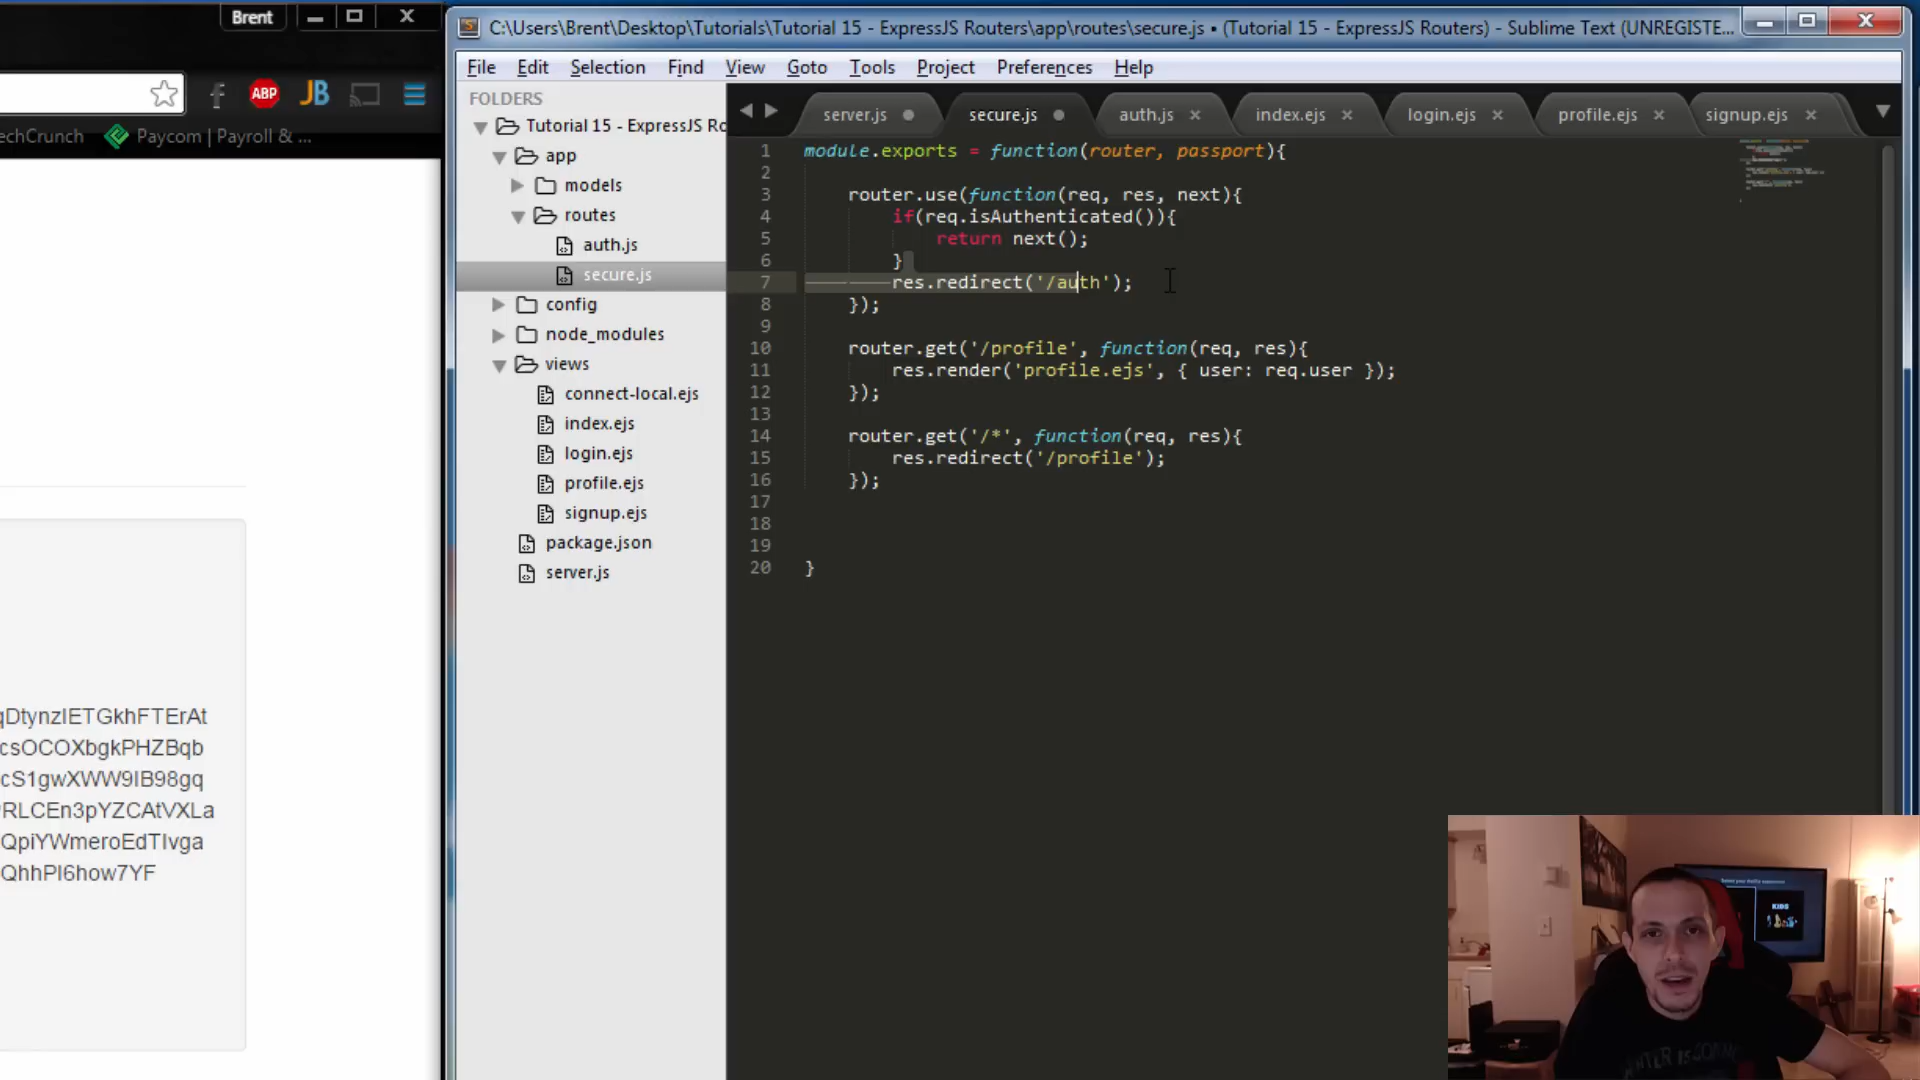 Brent
C:\Users\Brent\Desktop\Tutorials\Tutorial 15 - ExpressJS Routers\app\routes\secure.js • (Tutorial 15 - ExpressJS Routers) - Sublime Text (UNREGISTE...
File Edit Selection Find View Goto Tools Project Preferences Help
ABP JB
echCrunch Paycom | Payroll & ...
FOLDERS
Tutorial 15 - ExpressJS Ro
app
models
routes
auth.js
secure.js
config
node_modules
views
connect-local.ejs
index.ejs
login.ejs
profile.ejs
signup.ejs
package.json
server.js
server.js secure.js auth.js index.ejs login.ejs profile.ejs signup.ejs
1 module.exports = function(router, passport){
2
3 router.use(function(req, res, next){
4 if(req.isAuthenticated()){
5 return next();
6 }
7 res.redirect('/auth');
8 });
9
10 router.get('/profile', function(req, res){
11 res.render('profile.ejs', { user: req.user });
12 });
13
14 router.get('/*', function(req, res){
15 res.redirect('/profile');
16 });
17
18
19
20 }
qDtynzIETGkhFTErAt
csOCOXbgkPHZBqb
cS1gwXWW9IB98gq
RLCEn3pYZCAtVXLa
QpiYWmeroEdTIvga
QhhPI6how7YF
KIDS